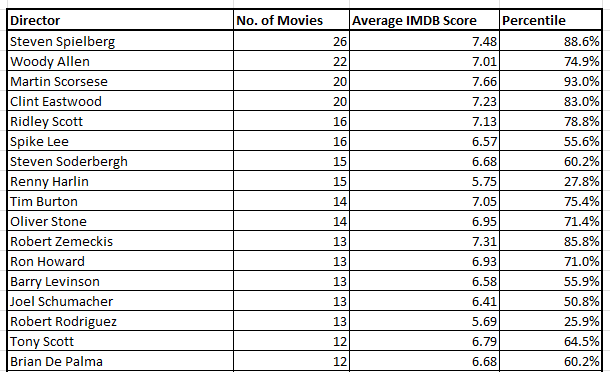 Director No. of Movies Average IMDB Score Percentile
Steven Spielberg 26 7.48 88.6%
Woody Allen 22 7.01 74.9%
Martin Scorsese 20 7.66 93.0%
Clint Eastwood 20 7.23 83.0%
Ridley Scott 16 7.13 78.8%
Spike Lee 16 6.57 55.6%
Steven Soderbergh 15 6.68 60.2%
Renny Harlin 15 5.75 27.8%
Tim Burton 14 7.05 75.4%
Oliver Stone 14 6.95 71.4%
Robert Zemeckis 13 7.31 85.8%
Ron Howard 13 6.93 71.0%
Barry Levinson 13 6.58 55.9%
Joel Schumacher 13 6.41 50.8%
Robert Rodriguez 13 5.69 25.9%
Tony Scott 12 6.79 64.5%
Brian De Palma 12 6.68 60.2%